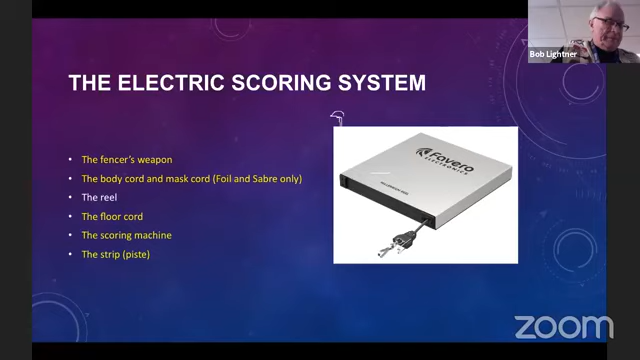 Bob Lightner
THE ELECTRIC SCORING SYSTEM
• The fencer's weapon
• The body cord and mask cord (Foil and Sabre only)
• The reel
• The floor cord
• The scoring machine
• The strip (piste)
Favero
ELECTRONICS
zoom